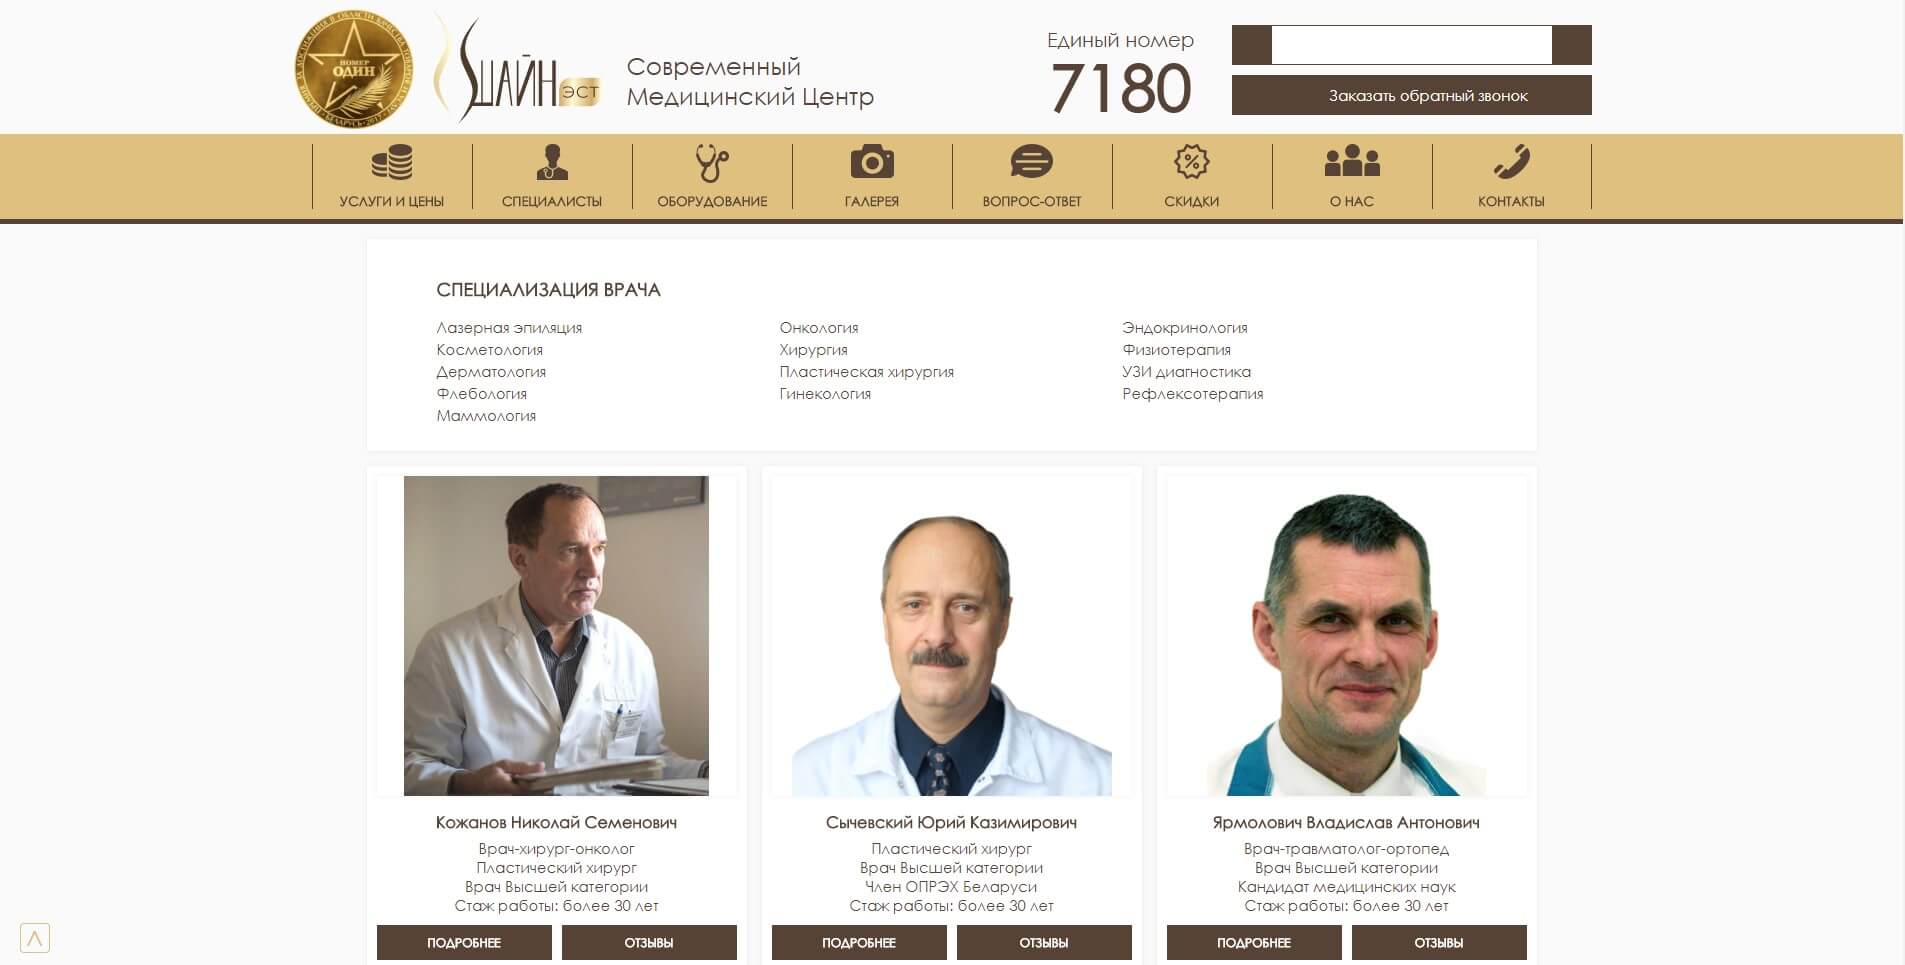 НОМЕР
ОДИН
ШАЙН
ЭСТ
Современный
Медицинский Центр
Единый номер
7180
Заказать обратный звонок
УСЛУГИ И ЦЕНЫ
СПЕЦИАЛИСТЫ
ОБОРУДОВАНИЕ
ГАЛЕРЕЯ
ВОПРОС-ОТВЕТ
СКИДКИ
О НАС
КОНТАКТЫ
СПЕЦИАЛИЗАЦИЯ ВРАЧА
Лазерная эпиляция
Косметология
Дерматология
Флебология
Маммология
Онкология
Хирургия
Пластическая хирургия
Гинекология
Эндокринология
Физиотерапия
УЗИ диагностика
Рефлексотерапия
Кожанов Николай Семенович
Врач-хирург-онколог
Пластический хирург
Врач Высшей категории
Стаж работы: более 30 лет
ПОДРОБНЕЕ
ОТЗЫВЫ
Сычевский Юрий Казимирович
Пластический хирург
Врач Высшей категории
Член ОПРЭХ Беларуси
Стаж работы: более 30 лет
ПОДРОБНЕЕ
ОТЗЫВЫ
Ярмолович Владислав Антонович
Врач-травматолог-ортопед
Врач Высшей категории
Кандидат медицинских наук
Стаж работы: более 30 лет
ПОДРОБНЕЕ
ОТЗЫВЫ